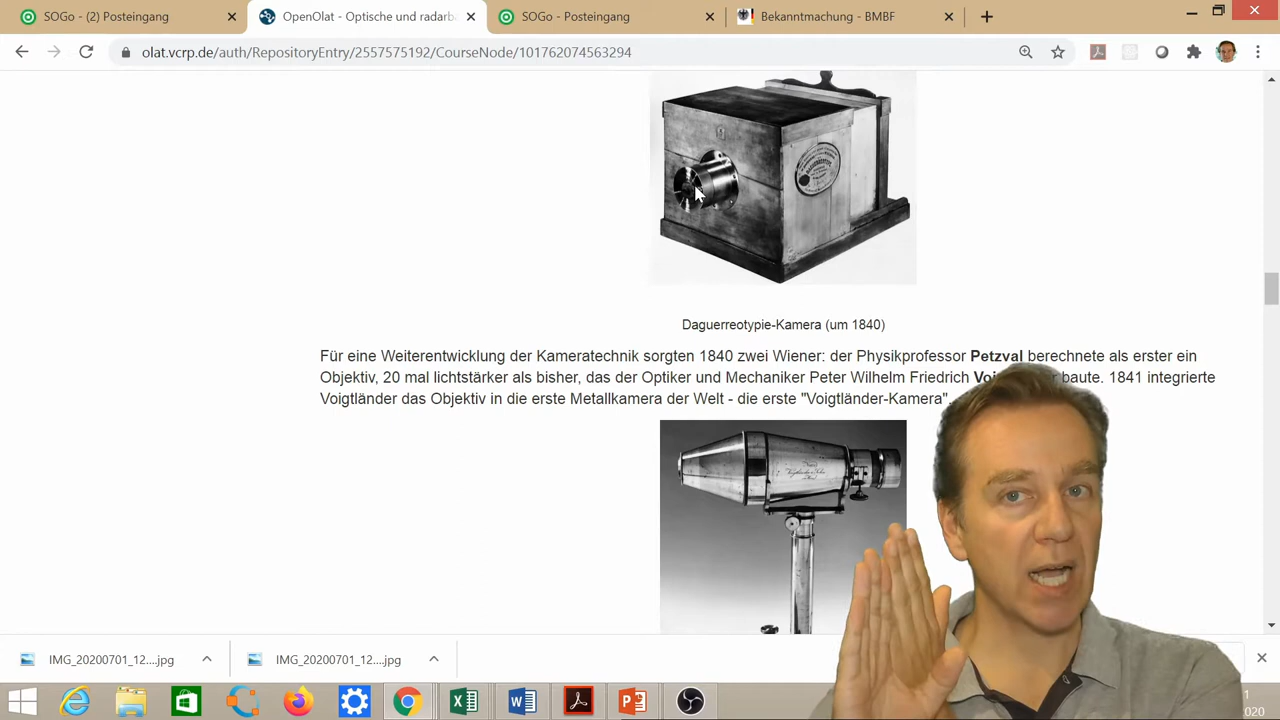 SOGo - (2) Posteingang
OpenOlat - Optische und radarba
SOGo - Posteingang
Bekanntmachung - BMBF
olat.vcrp.de/auth/RepositoryEntry/2557575192/CourseNode/101762074563294
Daguerreotypie-Kamera (um 1840)
Für eine Weiterentwicklung der Kameratechnik sorgten 1840 zwei Wiener: der Physikprofessor Petzval berechnete als erster ein
Objektiv, 20 mal lichtstärker als bisher, das der Optiker und Mechaniker Peter Wilhelm Friedrich Voi r baute. 1841 integrierte
Voigtländer das Objektiv in die erste Metallkamera der Welt - die erste "Voigtländer-Kamera".
IMG_20200701_12....jpg
IMG_20200701_12....jpg